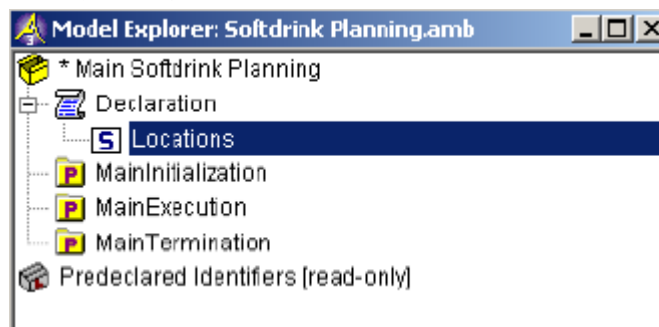 Model Explorer: Softdrink Planning.amb
* Main Softdrink Planning
Declaration
S Locations
P MainInitialization
P MainExecution
P MainTermination
Predeclared Identifiers [read-only]